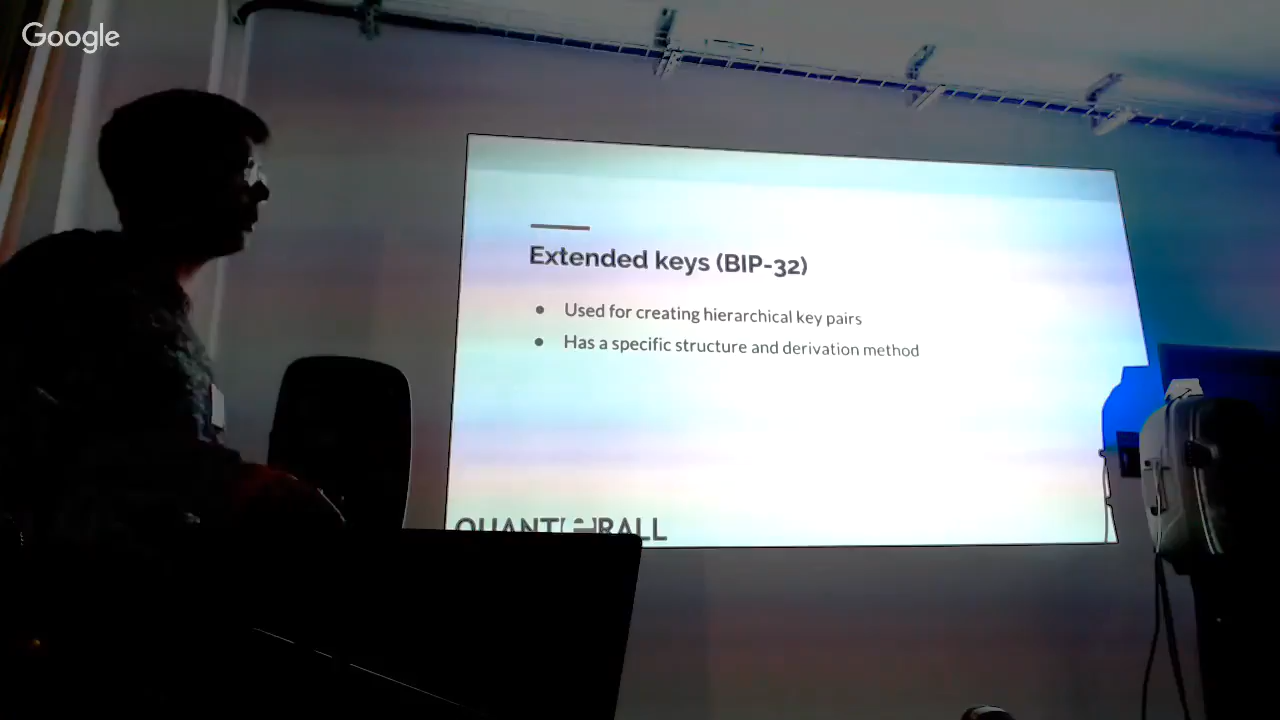 Google
Extended keys (BIP-32)
● Used for creating hierarchical key pairs
● Has a specific structure and derivation method